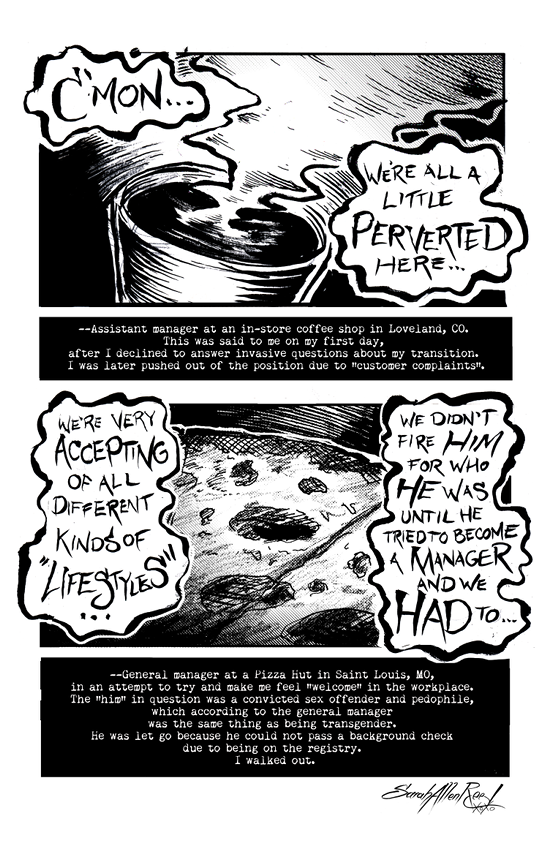 C'MON...
WE'RE ALL A
LITTLE
PERVERTED
HERE...
--Assistant manager at an in-store coffee shop in Loveland, CO.
This was said to me on my first day,
after I declined to answer invasive questions about my transition.
I was later pushed out of the position due to "customer complaints".
WE'RE VERY
ACCEPTING
OF ALL
DIFFERENT
KINDS OF
"LIFESTYLES"
...
WE DIDN'T
FIRE HIM
FOR WHO
HE WAS
UNTIL HE
TRIED TO BECOME
A MANAGER
AND WE
HAD TO...
--General manager at a Pizza Hut in Saint Louis, MO,
in an attempt to try and make me feel "welcome" in the workplace.
The "him" in question was a convicted sex offender and pedophile,
which according to the general manager
was the same thing as being transgender.
He was let go because he could not pass a background check
due to being on the registry.
I walked out.
Sarah Allen